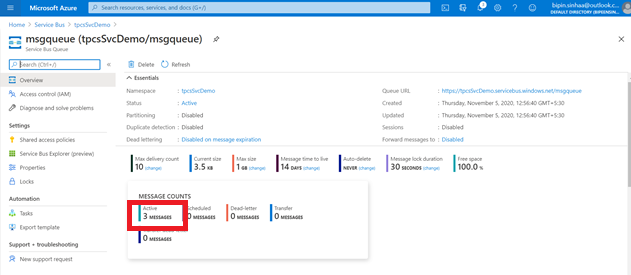 Microsoft Azure
Search resources, services, and docs (G+/)
1
bipin.sinhaa@outlook.c...
DEFAULT DIRECTORY (BIPEENSIN...
Home > Service Bus > tpcsSvcDemo >
msgqueue (tpcsSvcDemo/msgqueue)
Service Bus Queue
Search (Ctrl+/)
Overview
Access control (IAM)
Diagnose and solve problems
Settings
Shared access policies
Service Bus Explorer (preview)
Properties
Locks
Automation
Tasks
Export template
Support + troubleshooting
New support request
Delete Refresh
Essentials
Namespace : tpcsSvcDemo
Status : Active
Partitioning : Disabled
Duplicate detection : Disabled
Dead lettering : Disabled on message expiration
Queue URL : https://tpcsSvcDemo.servicebus.windows.net/msgqueue
Created : Thursday, November 5, 2020, 12:56:40 GMT+5:30
Updated : Thursday, November 5, 2020, 12:56:40 GMT+5:30
Sessions : Disabled
Forward messages to : Disabled
Max delivery count
10 (change)
Current size
3.5 KB
Max size
1 GB (change)
Message time to live
14 DAYS (change)
Auto-delete
NEVER (change)
Message lock duration
30 SECONDS (change)
Free space
100.0 %
MESSAGE COUNTS
Active
3 MESSAGES
Scheduled
0 MESSAGES
Dead-letter
0 MESSAGES
Transfer
0 MESSAGES
0 MESSAGES